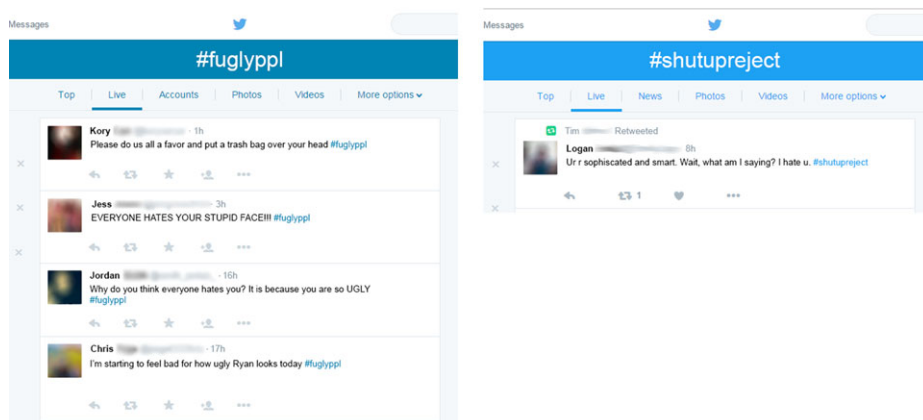 Messages
#fuglyppl
Top Live Accounts Photos Videos More options
Kory · 1h
Please do us all a favor and put a trash bag over your head #fuglyppl
Jess · 3h
EVERYONE HATES YOUR STUPID FACE!!! #fuglyppl
Jordan · 16h
Why do you think everyone hates you? It is because you are so UGLY
#fuglyppl
Chris · 17h
I'm starting to feel bad for how ugly Ryan looks today #fuglyppl
Messages
#shutupreject
Top Live News Photos Videos More options
Tim Retweeted
Logan 8h
Ur r sophiscated and smart. Wait, what am I saying? I hate u. #shutupreject
1